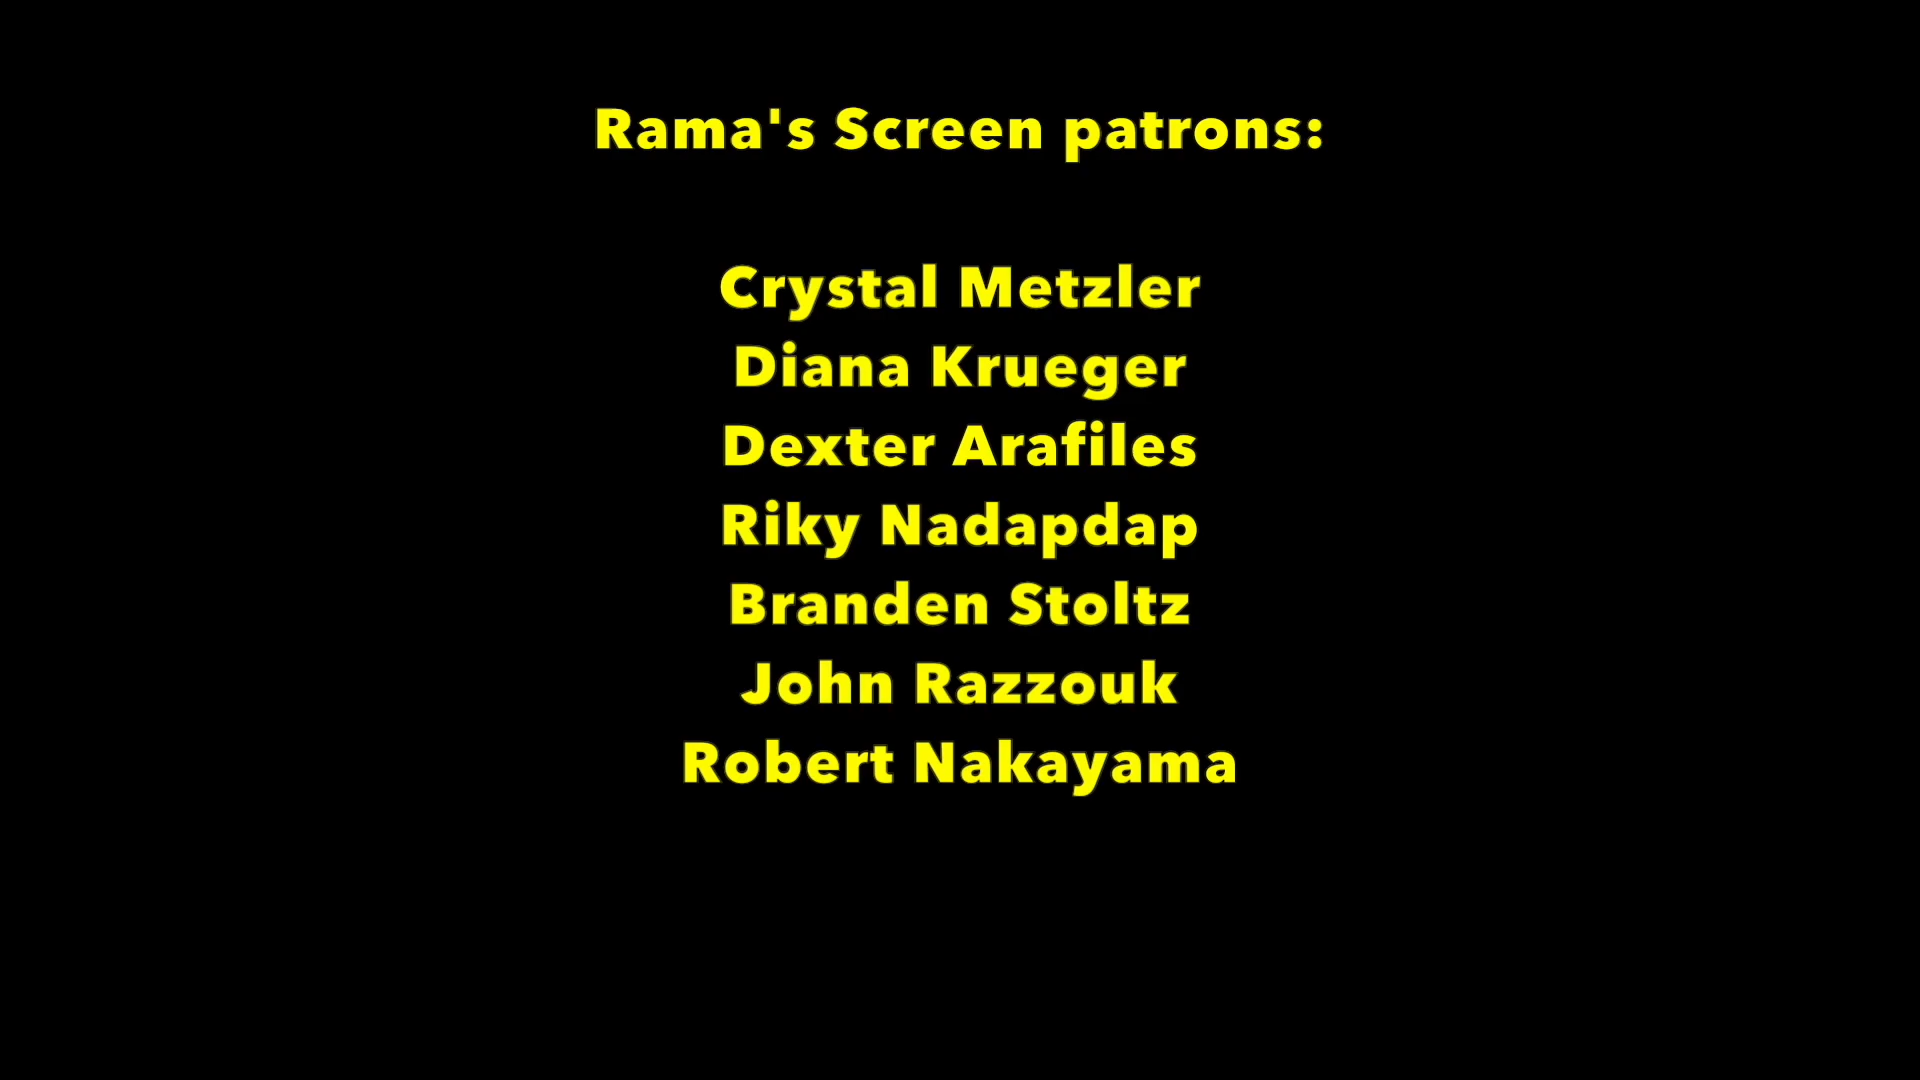 Rama's Screen patrons:
Crystal Metzler
Diana Krueger
Dexter Arafiles
Riky Nadapdap
Branden Stoltz
John Razzouk
Robert Nakayama